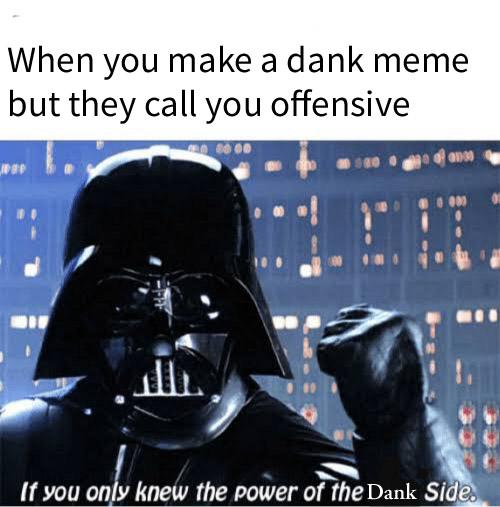 When you make a dank meme
but they call you offensive
If you only knew the power of the Dank Side.